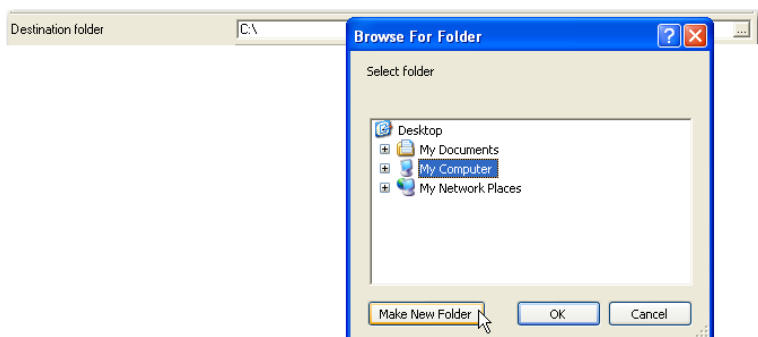 Destination folder C:\ ...
Browse For Folder ?
Select folder
Desktop
My Documents
My Computer
My Network Places
Make New Folder OK Cancel